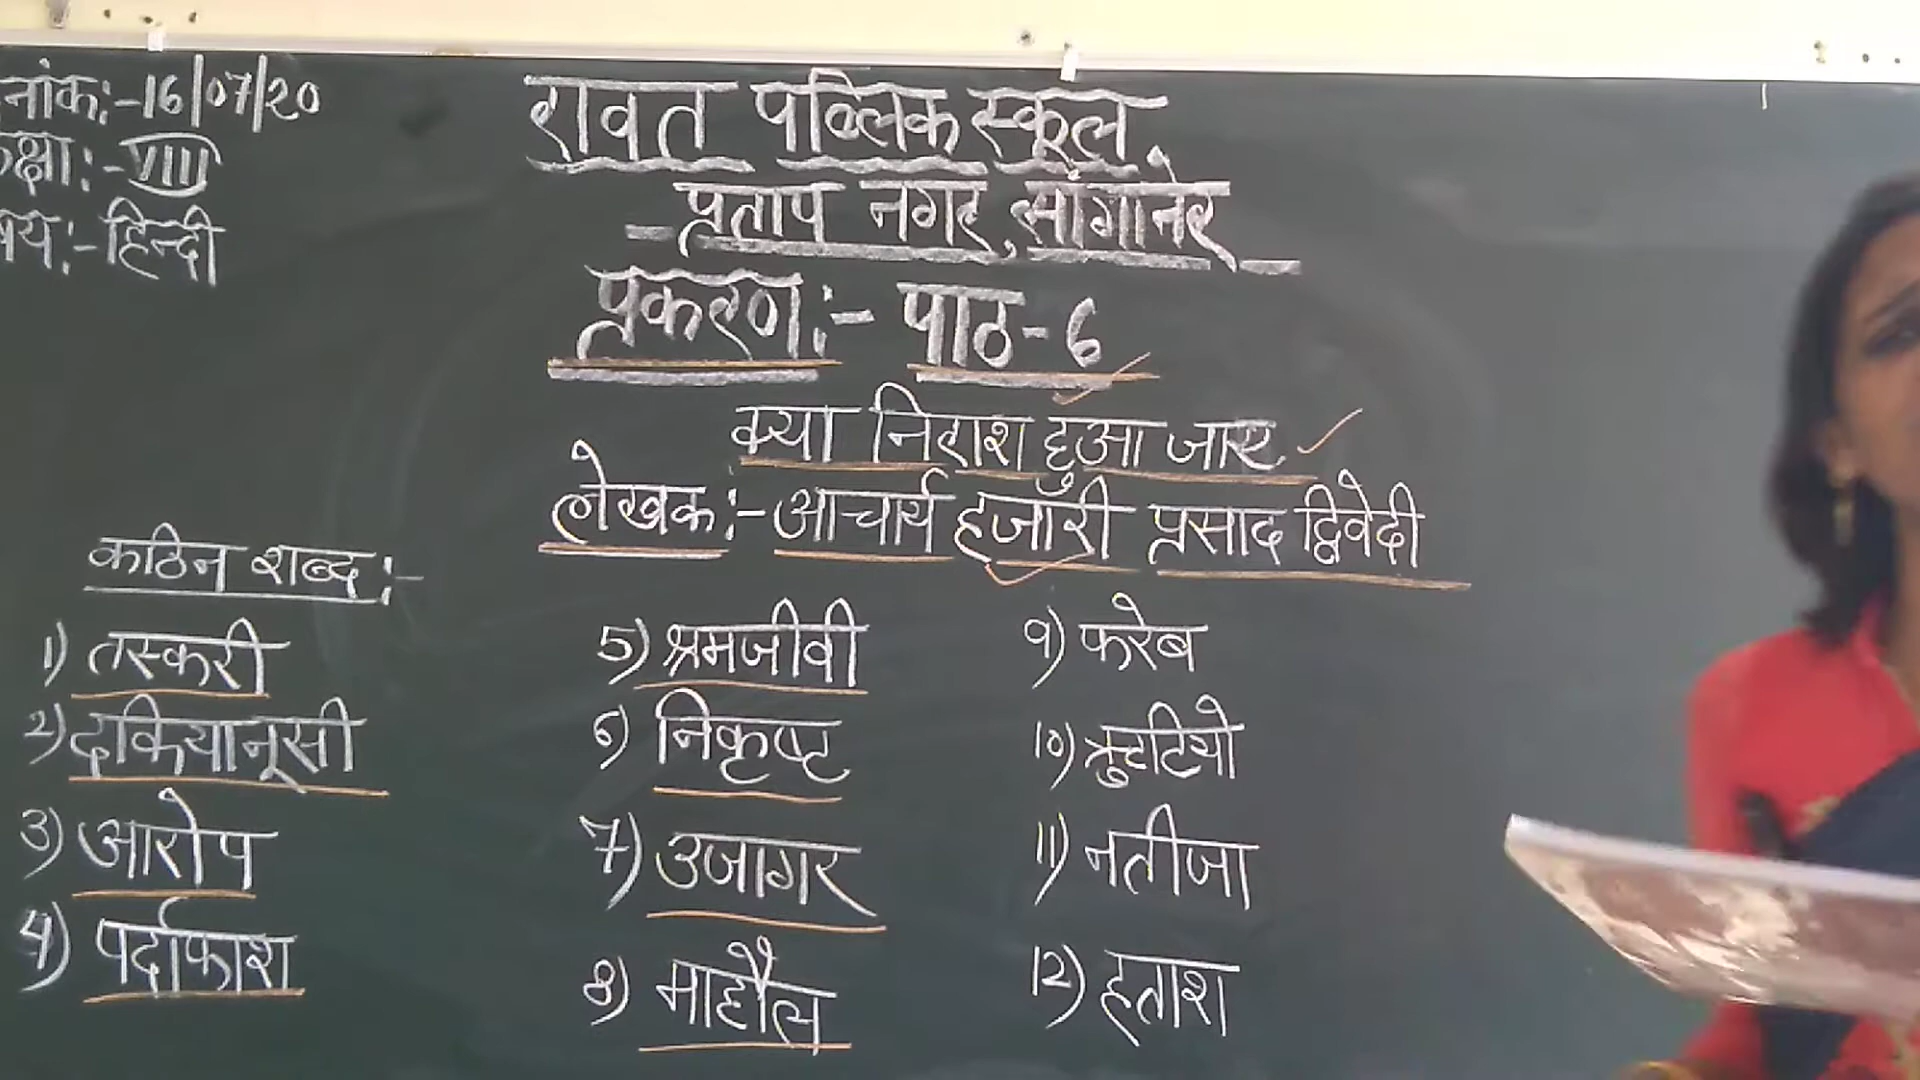 नांकः-16/07/20
क्षाः-VIII
षयः-हिन्दी
रावत पब्लिक स्कूल,
प्रताप नगर, सांगानेर
प्रकरणः- पाठ-6
क्या निराश हुआ जाए
लेखकः- आचार्य हजारी प्रसाद द्विवेदी
कठिन शब्दः-
1) तस्करी
2) दकियानूसी
3) आरोप
4) पर्दाफाश
5) श्रमजीवी
6) निकृष्ट
7) उजागर
8) माहौल
9) फरेब
10) त्रुटियो
11) नतीजा
12) हताश